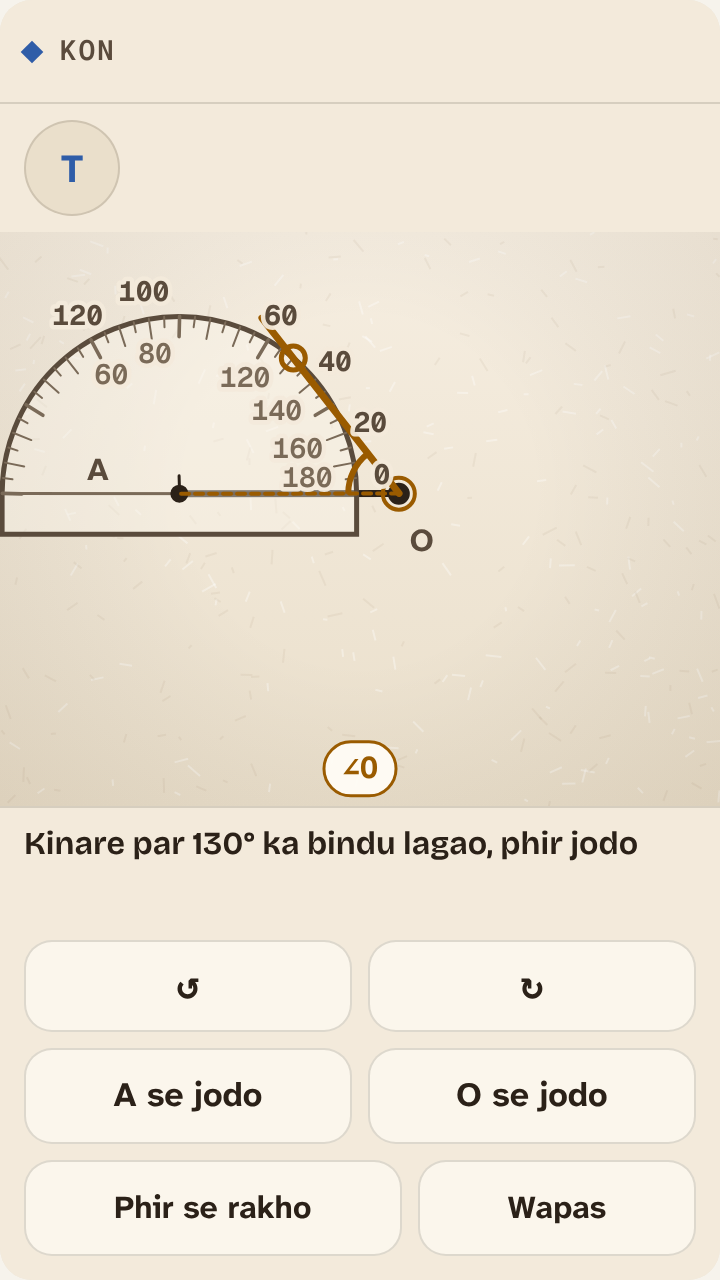 KON
T
100
120
60
80
60
40
120
140
20
A
160
180
0
O
∠O
Kinare par 130° ka bindu lagao, phir jodo
↺
↻
A se jodo
O se jodo
Phir se rakho
Wapas